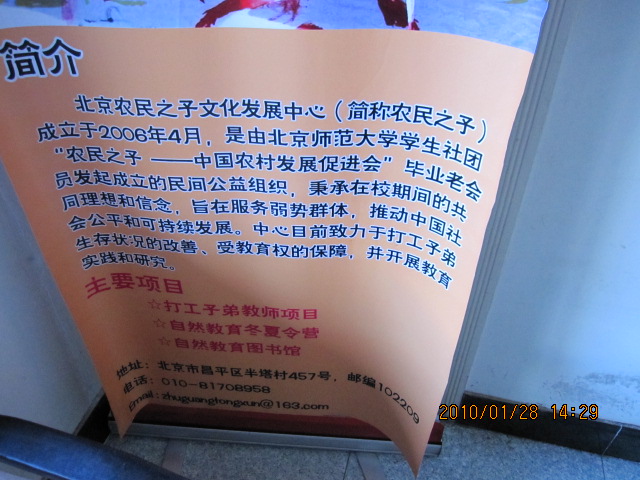 简介
北京农民之子文化发展中心（简称农民之子）
成立于2006年4月，是由北京师范大学学生社团
“农民之子 ——中国农村发展促进会”毕业老会
员发起成立的民间公益组织，秉承在校期间的共
同理想和信念，旨在服务弱势群体，推动中国社
会公平和可持续发展。中心目前致力于打工子弟
生存状况的改善、受教育权的保障，并开展教育
实践和研究。
主要项目
☆打工子弟教师项目
☆自然教育冬夏令营
☆自然教育图书馆
地址：北京市昌平区半塔村457号，邮编102209
电话：010-81708958
Email：zhuguangtongxun@163.com
2010/01/28 14:29